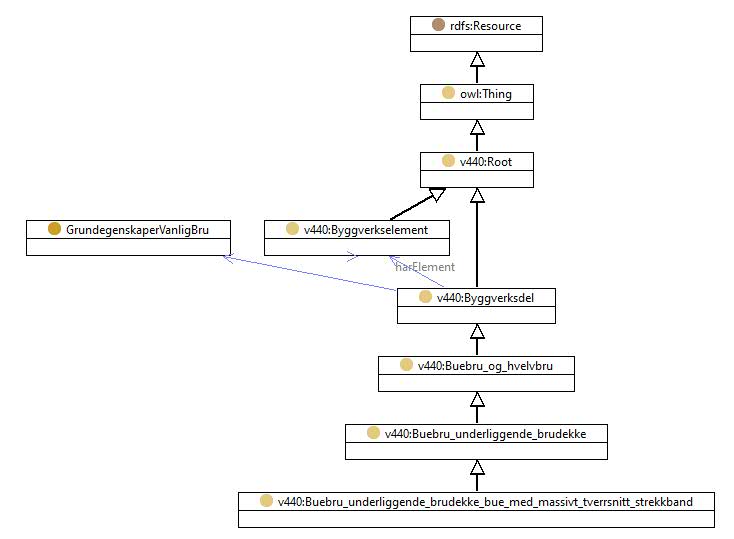 rdfs:Resource
owl:Thing
v440:Root
GrundegenskaperVanligBru
v440:Byggverkselement
harElement
v440:Byggverksdel
v440:Buebru_og_hvelvbru
v440:Buebru_underliggende_brudekke
v440:Buebru_underliggende_brudekke_bue_med_massivt_tverrsnitt_strekkband